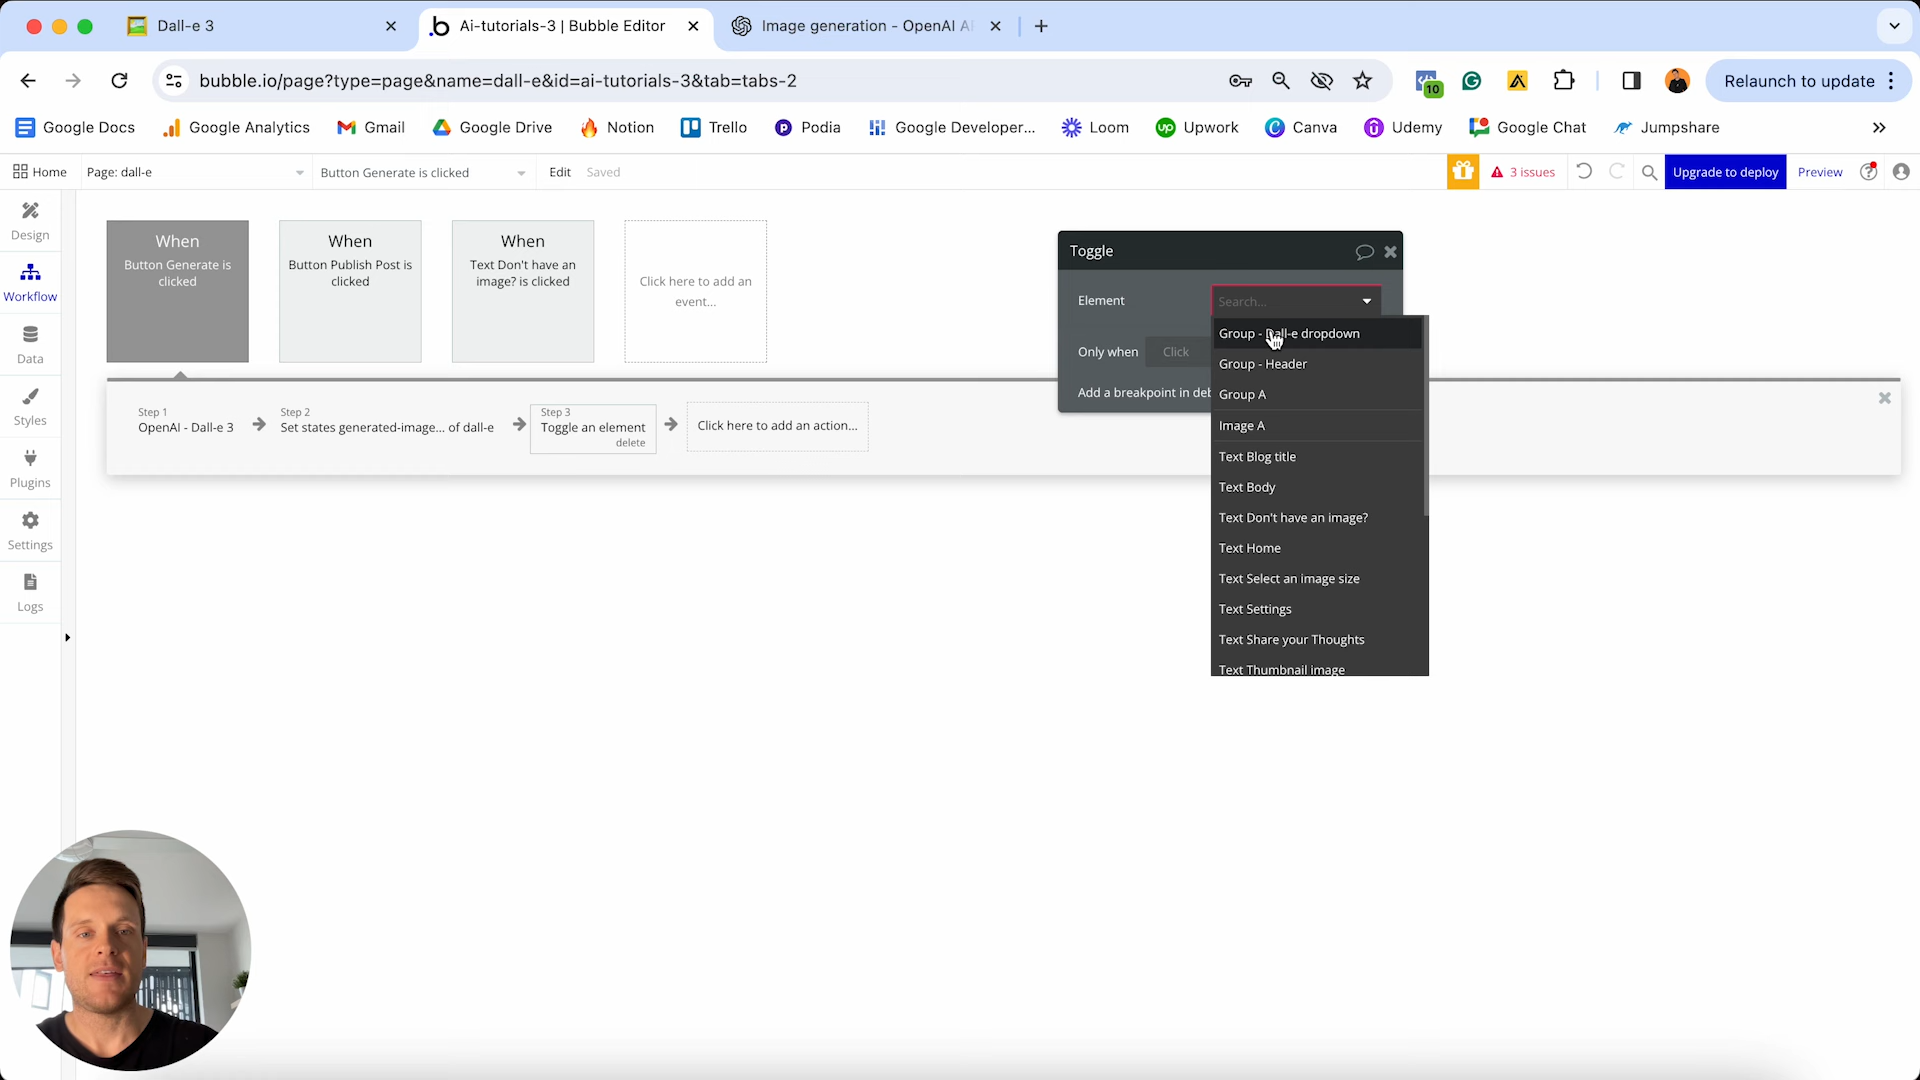 Dall-e 3
Ai-tutorials-3 | Bubble Editor
Image generation - OpenAI A
bubble.io/page?type=page&name=dall-e&id=ai-tutorials-3&tab=tabs-2
10
Relaunch to update
Google Docs
Google Analytics
Gmail
Google Drive
Notion
Trello
Podia
Google Developer...
Loom
Upwork
Canva
Udemy
Google Chat
Jumpshare
Home
Page: dall-e
Button Generate is clicked
Edit
Saved
3 issues
Upgrade to deploy
Preview
Design
Workflow
Data
Styles
Plugins
Settings
Logs
When
Button Generate is
clicked
When
Button Publish Post is
clicked
When
Text Don't have an
image? is clicked
Click here to add an
event...
Step 1
OpenAI - Dall-e 3
Step 2
Set states generated-image... of dall-e
Step 3
Toggle an element
delete
Click here to add an action...
Toggle
Element
Search...
Only when
Click
Add a breakpoint in deb
Group - Dall-e dropdown
Group - Header
Group A
Image A
Text Blog title
Text Body
Text Don't have an image?
Text Home
Text Select an image size
Text Settings
Text Share your Thoughts
Text Thumbnail image